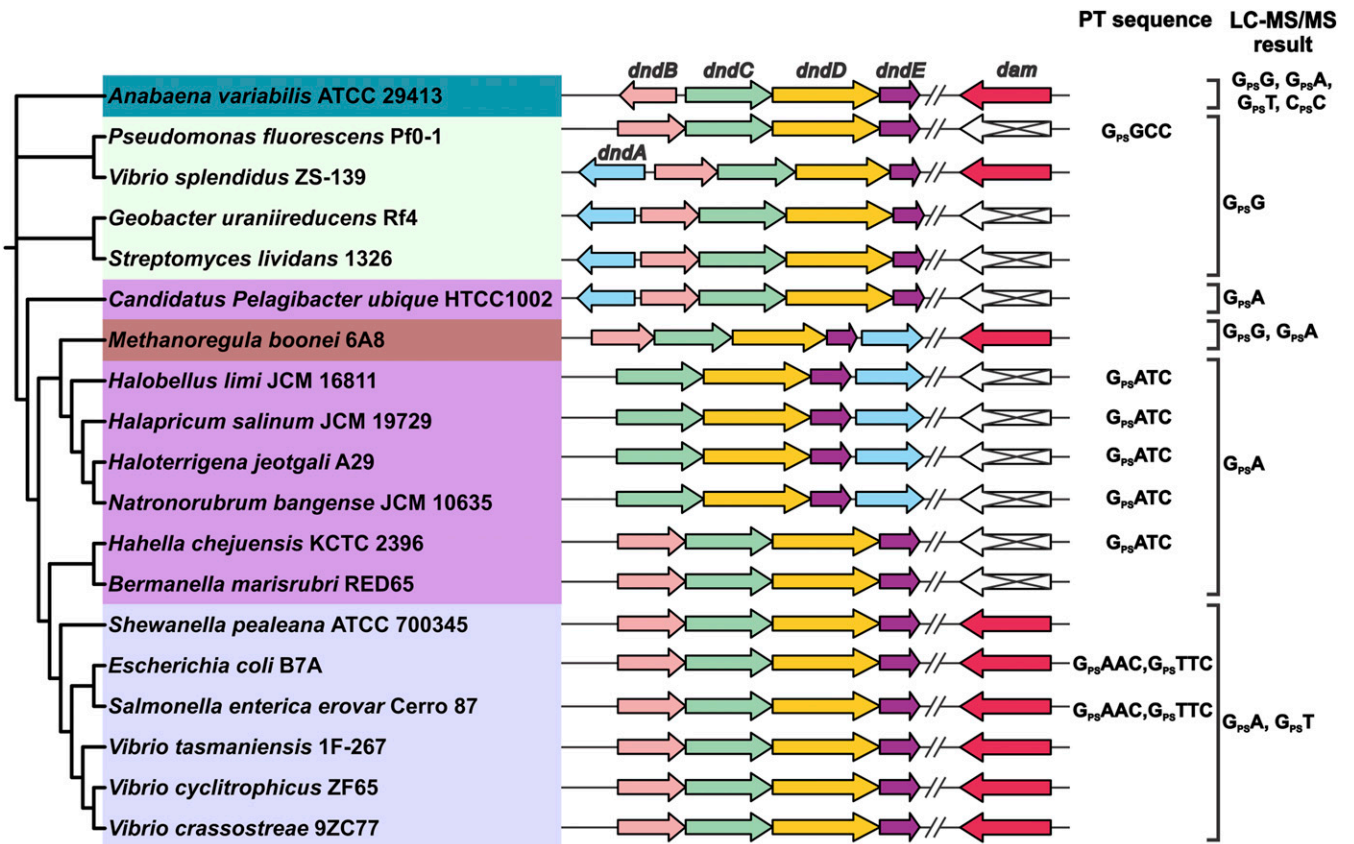 PT sequence LC-MS/MS
result
dndB dndC dndD dndE dam
Anabaena variabilis ATCC 29413
GPSG, GPSA,
GPST, CPSC
Pseudomonas fluorescens Pf0-1 GPSGCC
dndA
Vibrio splendidus ZS-139
GPSG
Geobacter uraniireducens Rf4
Streptomyces lividans 1326
Candidatus Pelagibacter ubique HTCC1002 GPSA
Methanoregula boonei 6A8 GPSG, GPSA
Halobellus limi JCM 16811 GPSATC
Halapricum salinum JCM 19729 GPSATC
Haloterrigena jeotgali A29 GPSATC GPSA
Natronorubrum bangense JCM 10635 GPSATC
Hahella chejuensis KCTC 2396 GPSATC
Bermanella marisrubri RED65
Shewanella pealeana ATCC 700345
Escherichia coli B7A GPSAAC,GPSTTC
Salmonella enterica erovar Cerro 87 GPSAAC,GPSTTC
GPSA, GPST
Vibrio tasmaniensis 1F-267
Vibrio cyclitrophicus ZF65
Vibrio crassostreae 9ZC77